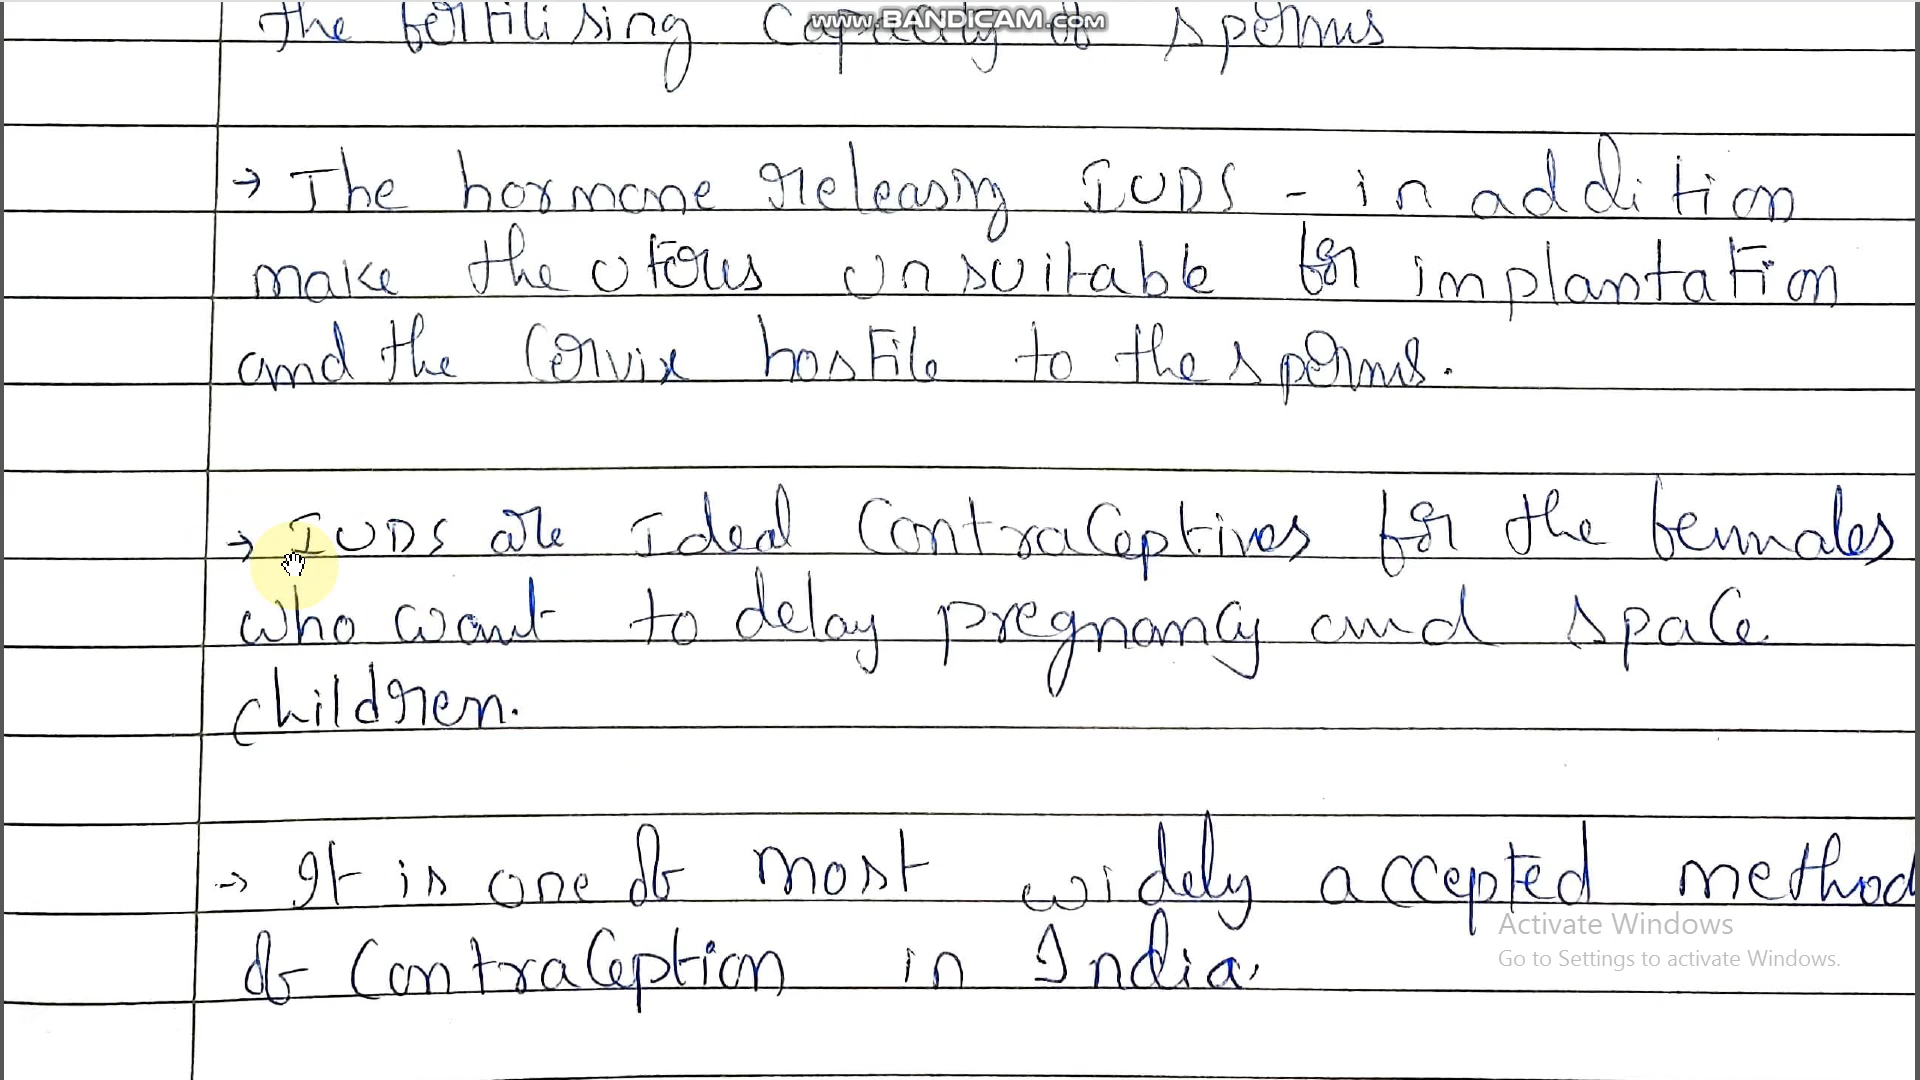 www.BANDICAM.com
the fertilising capacity of sperms
→ The hormone releasing IUDS - in addition
make the uterus unsuitable for implantation
and the Cervix hostile to the sperms.
→ IUDS are Ideal Contraceptives for the females
who want to delay pregnancy and space
children.
→ It is one of most widely accepted method
of Contraception in India.
Activate Windows
Go to Settings to activate Windows.